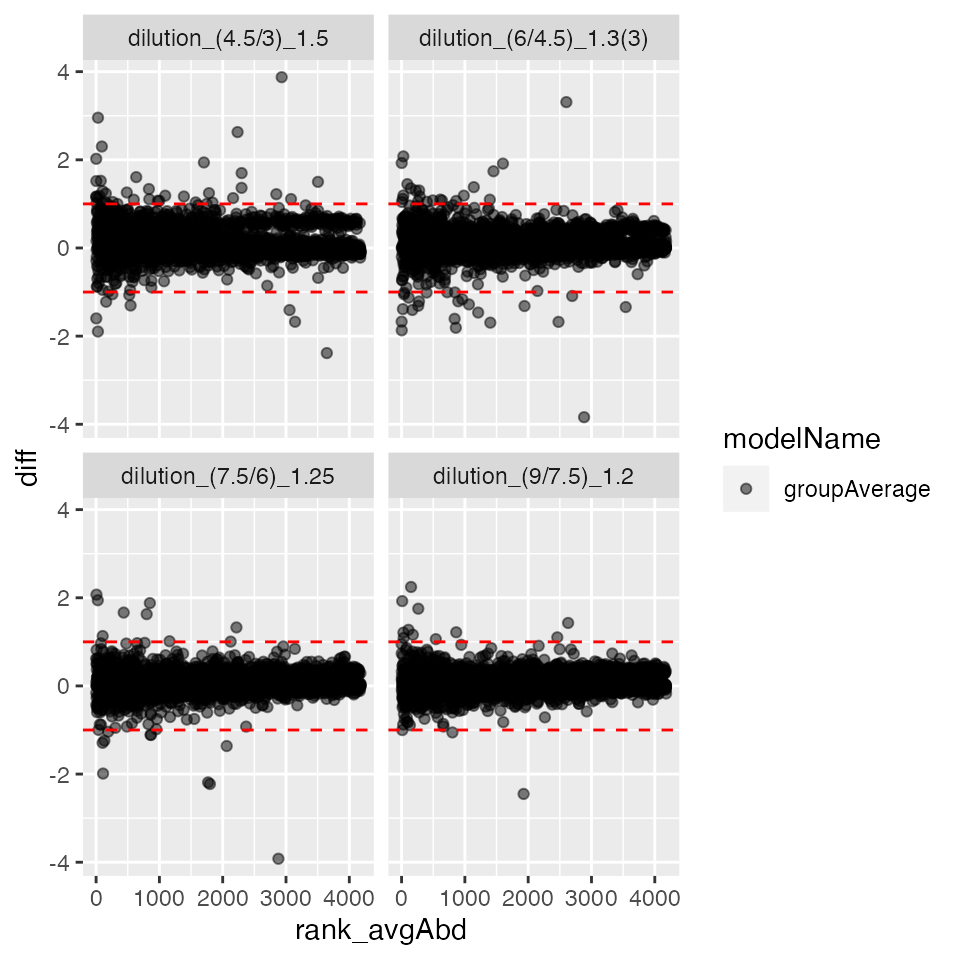 dilution_(4.5/3)_1.5
dilution_(6/4.5)_1.3(3)
4
2
0
-2
-4
diff
dilution_(7.5/6)_1.25
dilution_(9/7.5)_1.2
4
2
0
-2
-4
0 1000 2000 3000 4000
0 1000 2000 3000 4000
rank_avgAbd
modelName
groupAverage